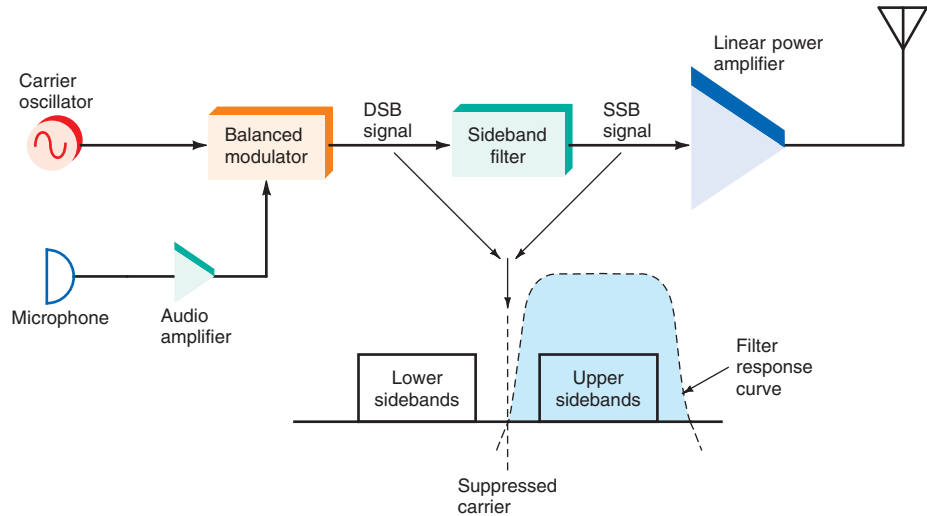 Linear power
amplifier
Carrier
oscillator
DSB
signal
SSB
signal
Balanced
modulator
Sideband
filter
Microphone
Audio
amplifier
Lower
sidebands
Upper
sidebands
Filter
response
curve
Suppressed
carrier